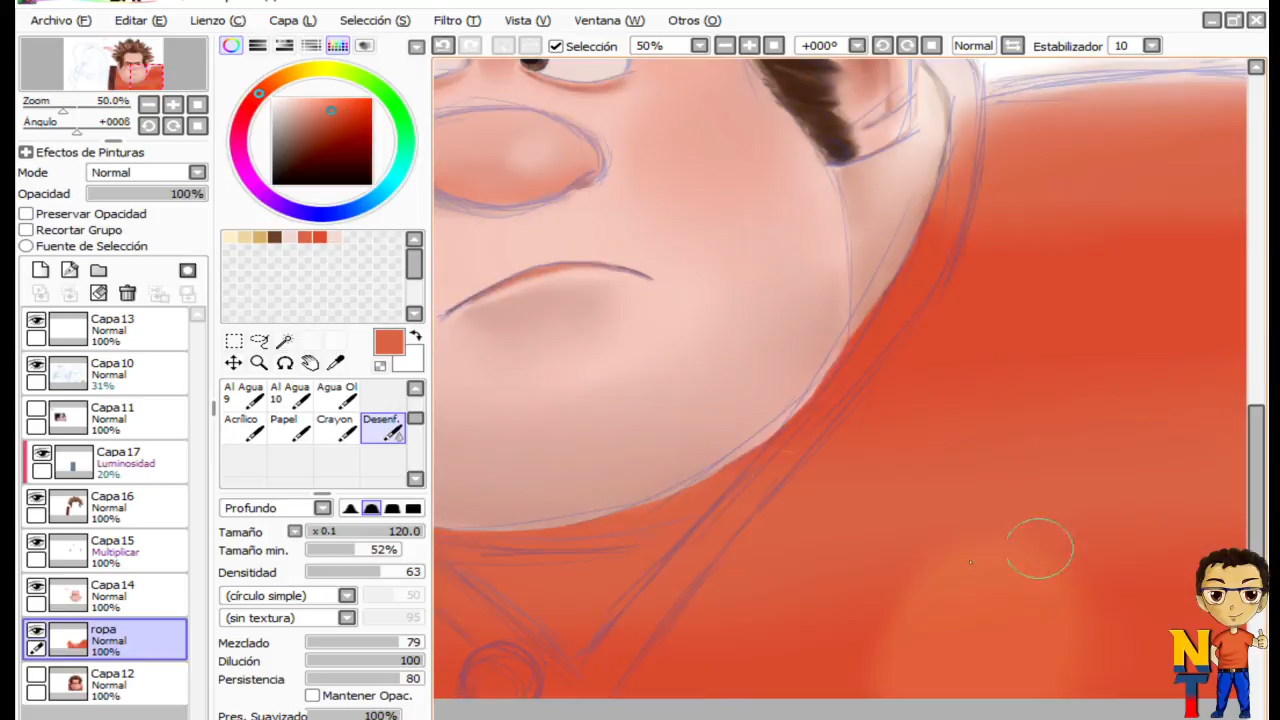 Archivo (F) Editar (E) Lienzo (C) Capa (L) Selección (S) Filtro (T) Vista (V) Ventana (W) Otros (O)
Selección 50% +000° Normal Estabilizador 10
Zoom 50.0%
Ángulo +000ß
Efectos de Pinturas
Mode Normal
Opacidad 100%
Preservar Opacidad
Recortar Grupo
Fuente de Selección
Capa13
Normal
100%
Capa10
Normal
31%
Capa11
Normal
100%
Capa17
Luminosidad
20%
Capa16
Normal
100%
Capa15
Multiplicar
100%
Capa14
Normal
100%
ropa
Normal
100%
Capa12
Normal
100%
Al Agua 9
Al Agua 10
Agua Ol
Acrílico Papel Crayon Desenf.
Profundo
Tamaño x 0.1 120.0
Tamaño min. 52%
Densitidad 63
(círculo simple) 50
(sin textura) 95
Mezclado 79
Dilución 100
Persistencia 80
Mantener Opac.
Pres. Suavizado 100%
N
T